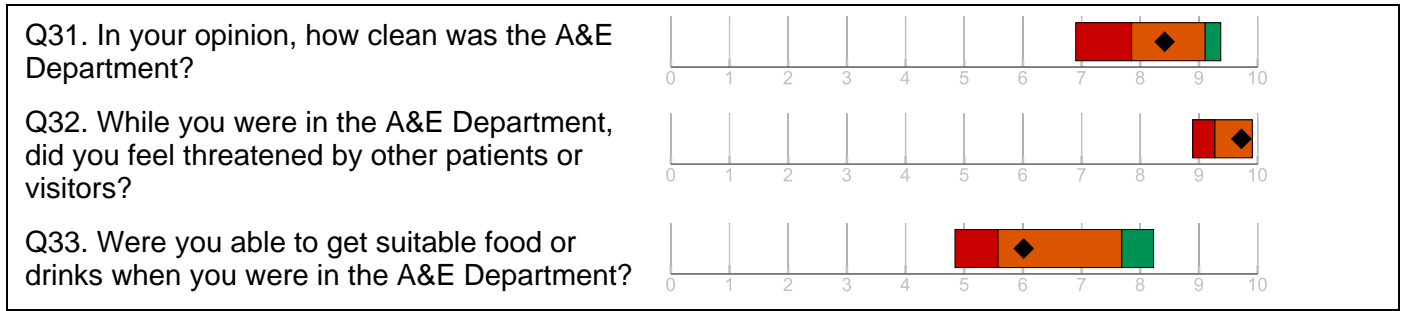 Q31. In your opinion, how clean was the A&E
Department?
0 1 2 3 4 5 6 7 8 9 10
Q32. While you were in the A&E Department,
did you feel threatened by other patients or
visitors?
0 1 2 3 4 5 6 7 8 9 10
Q33. Were you able to get suitable food or
drinks when you were in the A&E Department?
0 1 2 3 4 5 6 7 8 9 10